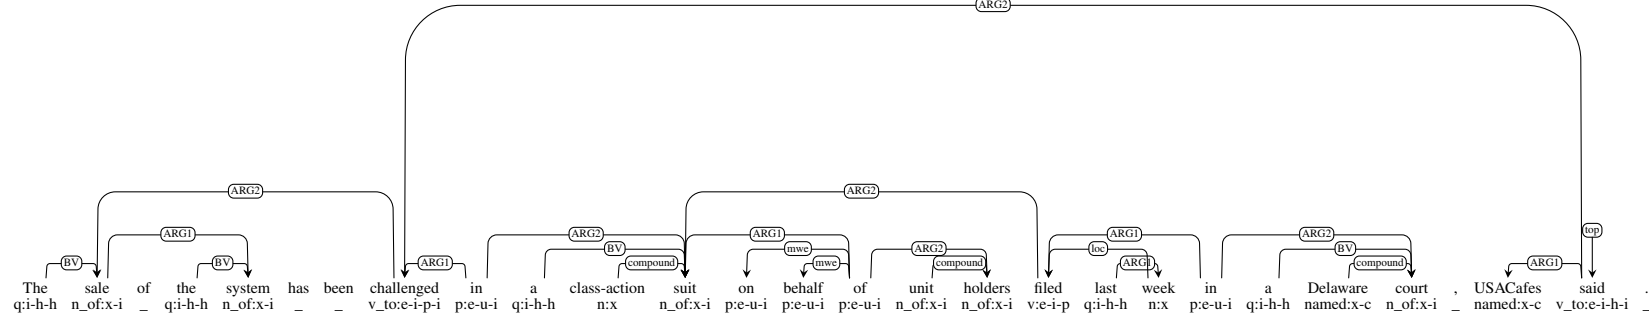 ARG2
ARG2 ARG2
top
ARG1 ARG2 ARG1 ARG1 ARG2
BV mwe ARG2 loc BV
BV BV ARG1 compound mwe compound ARG1 compound ARG1
The sale of the system has been challenged in a class-action suit on behalf of unit holders filed last week in a Delaware court , USACafes said .
q:i-h-h n_of:x-i _ q:i-h-h n_of:x-i _ _ v_to:e-i-p-i p:e-u-i q:i-h-h n:x n_of:x-i p:e-u-i p:e-u-i p:e-u-i n_of:x-i n_of:x-i v:e-i-p q:i-h-h n:x p:e-u-i q:i-h-h named:x-c n_of:x-i _ named:x-c v_to:e-i-h-i _